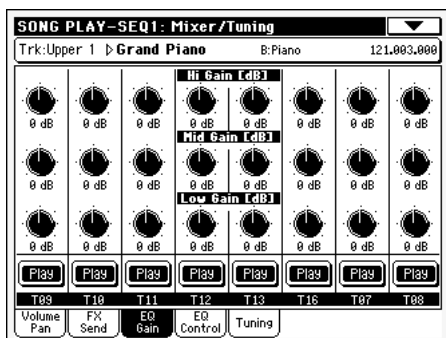 SONG PLAY-SEQ1: Mixer/Tuning
Trk:Upper 1 ▷Grand Piano B:Piano 121.003.000
Hi Gain [dB]
0 dB 0 dB 0 dB 0 dB 0 dB 0 dB 0 dB 0 dB
Mid Gain [dB]
0 dB 0 dB 0 dB 0 dB 0 dB 0 dB 0 dB 0 dB
Low Gain [dB]
0 dB 0 dB 0 dB 0 dB 0 dB 0 dB 0 dB 0 dB
Play Play Play Play Play Play Play Play
T09 T10 T11 T12 T13 T16 T07 T08
Volume Pan FX Send EQ Gain EQ Control Tuning